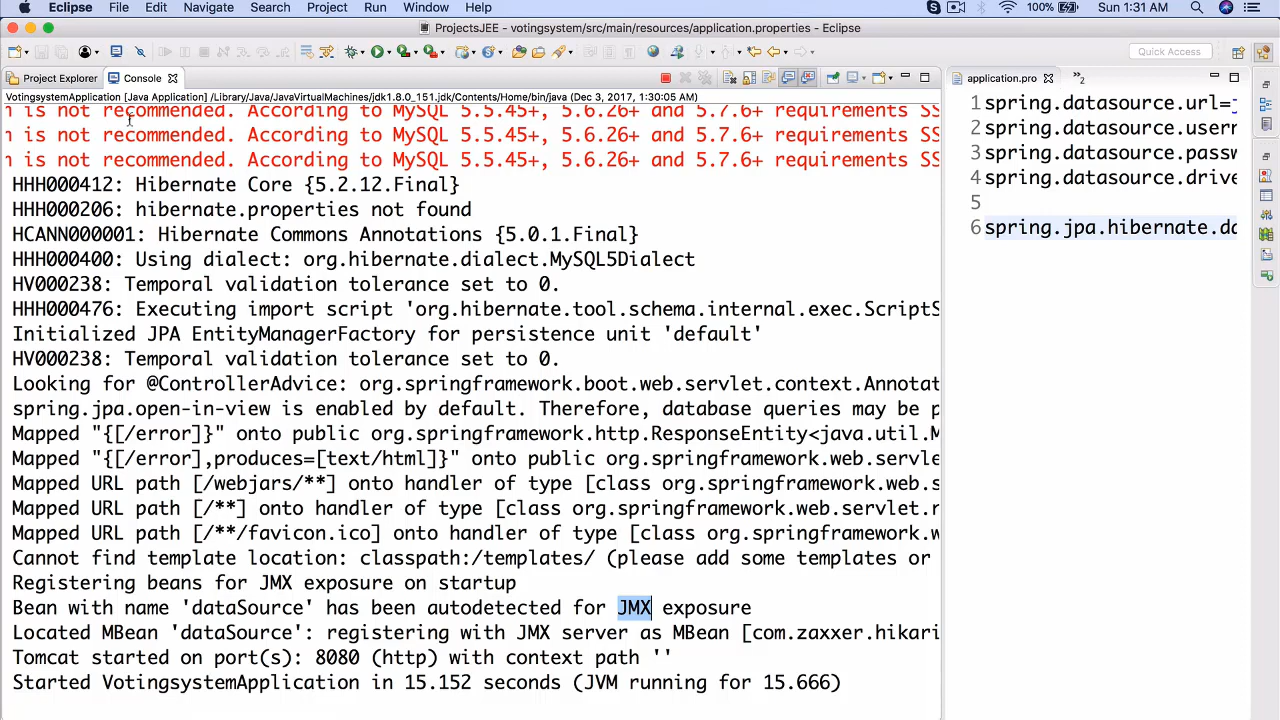 Eclipse File Edit Navigate Search Project Run Window Help 100% Sun 1:31 AM
ProjectsJEE - votingsystem/src/main/resources/application.properties - Eclipse
Quick Access
Project Explorer Console application.pro »2
VotingsystemApplication [Java Application] /Library/Java/JavaVirtualMachines/jdk1.8.0_151.jdk/Contents/Home/bin/java (Dec 3, 2017, 1:30:05 AM)
n is not recommended. According to MySQL 5.5.45+, 5.6.26+ and 5.7.6+ requirements SS
n is not recommended. According to MySQL 5.5.45+, 5.6.26+ and 5.7.6+ requirements SS
n is not recommended. According to MySQL 5.5.45+, 5.6.26+ and 5.7.6+ requirements SS
HHH000412: Hibernate Core {5.2.12.Final}
HHH000206: hibernate.properties not found
HCANN000001: Hibernate Commons Annotations {5.0.1.Final}
HHH000400: Using dialect: org.hibernate.dialect.MySQL5Dialect
HV000238: Temporal validation tolerance set to 0.
HHH000476: Executing import script 'org.hibernate.tool.schema.internal.exec.ScriptS
Initialized JPA EntityManagerFactory for persistence unit 'default'
HV000238: Temporal validation tolerance set to 0.
Looking for @ControllerAdvice: org.springframework.boot.web.servlet.context.Annotat
spring.jpa.open-in-view is enabled by default. Therefore, database queries may be p
Mapped "{[/error]}" onto public org.springframework.http.ResponseEntity<java.util.M
Mapped "{[/error],produces=[text/html]}" onto public org.springframework.web.servle
Mapped URL path [/webjars/**] onto handler of type [class org.springframework.web.s
Mapped URL path [/**] onto handler of type [class org.springframework.web.servlet.r
Mapped URL path [/**/favicon.ico] onto handler of type [class org.springframework.w
Cannot find template location: classpath:/templates/ (please add some templates or
Registering beans for JMX exposure on startup
Bean with name 'dataSource' has been autodetected for JMX exposure
Located MBean 'dataSource': registering with JMX server as MBean [com.zaxxer.hikari
Tomcat started on port(s): 8080 (http) with context path ''
Started VotingsystemApplication in 15.152 seconds (JVM running for 15.666)
1 spring.datasource.url=
2 spring.datasource.usern
3 spring.datasource.passw
4 spring.datasource.drive
5
6 spring.jpa.hibernate.dd